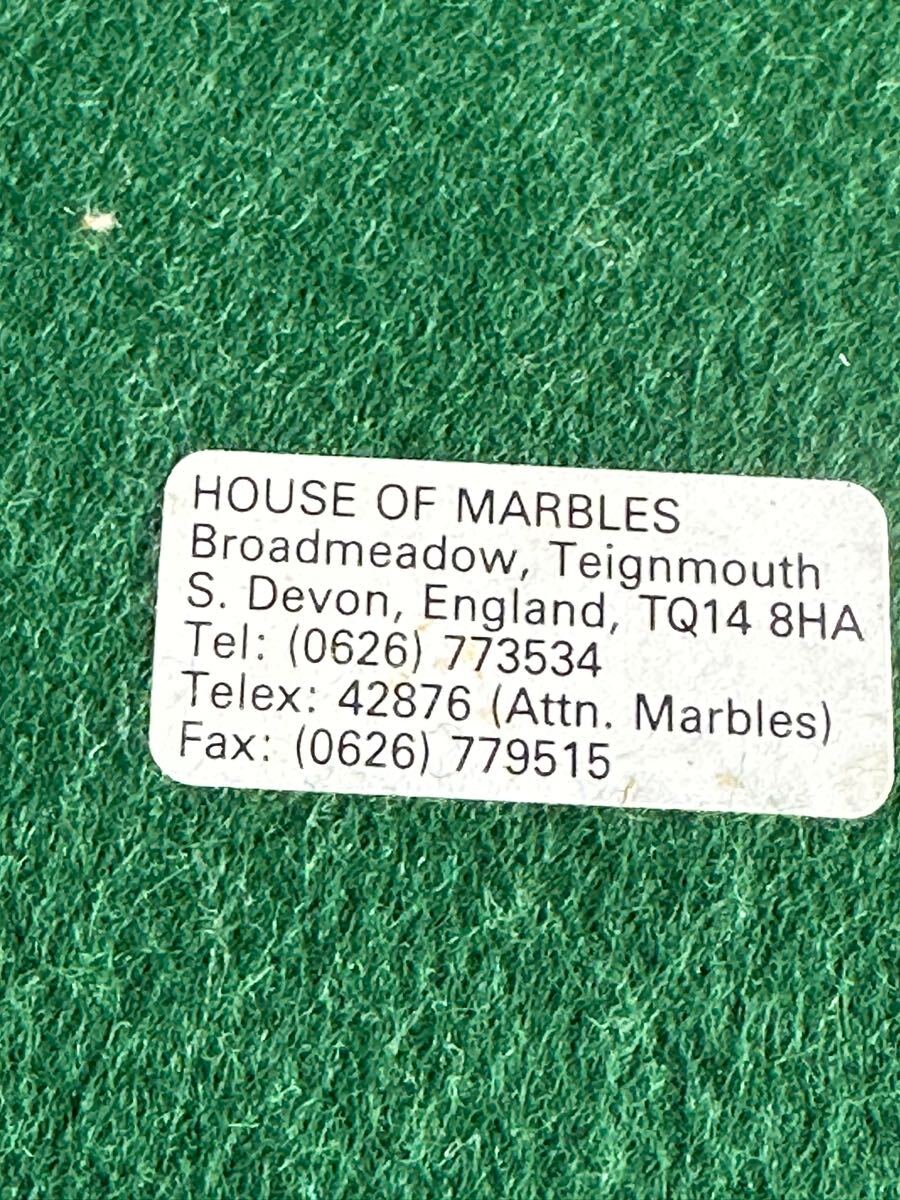 HOUSE OF MARBLES
Broadmeadow, Teignmouth
S. Devon, England, TQ14 8HA
Tel: (0626) 773534
Telex: 42876 (Attn. Marbles)
Fax: (0626) 779515